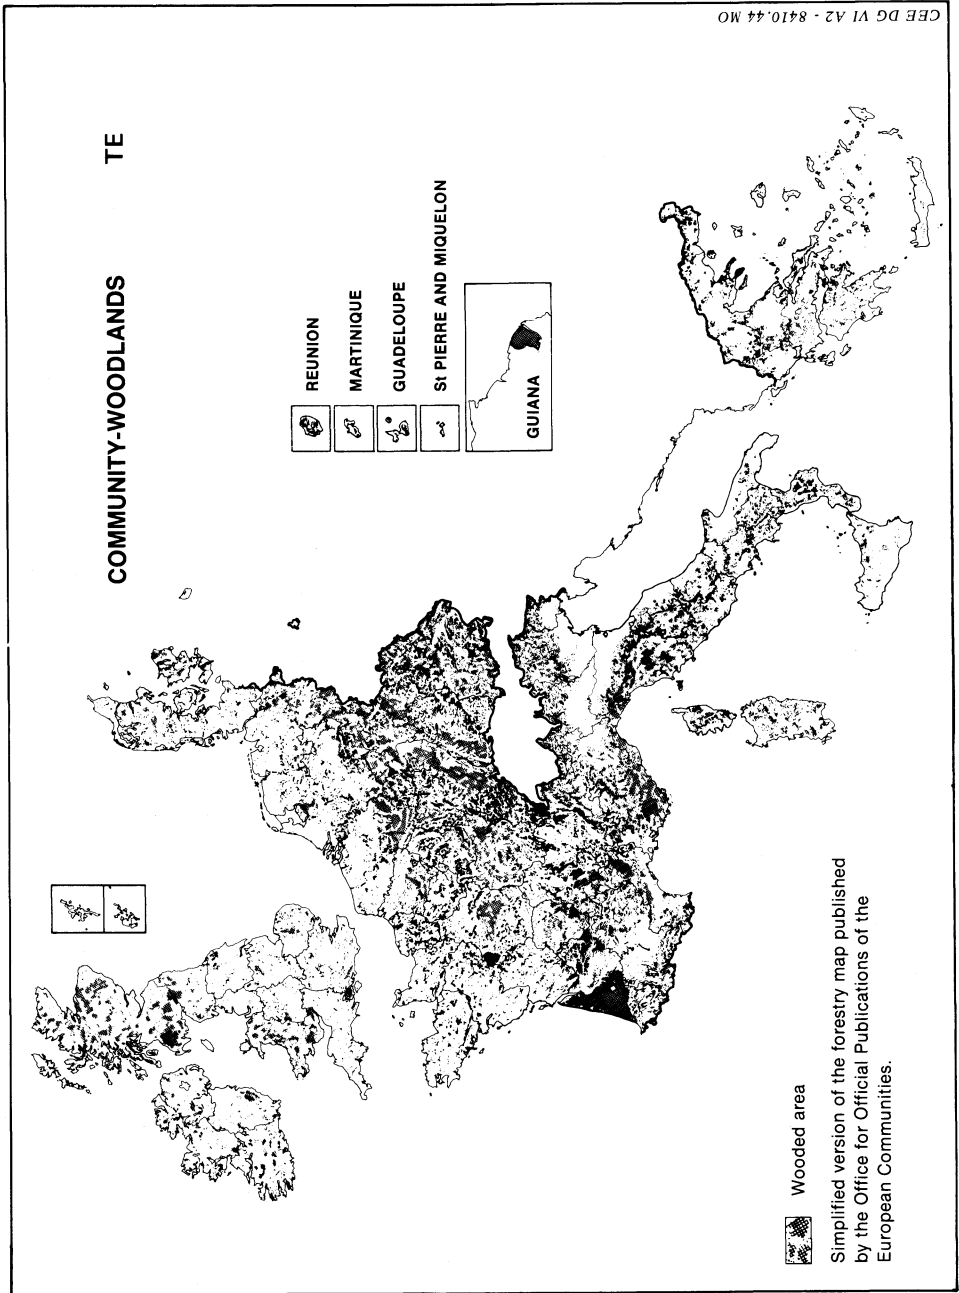 COMMUNITY-WOODLANDS TE
REUNION
MARTINIQUE
GUADELOUPE
St PIERRE AND MIQUELON
GUIANA
Wooded area
Simplified version of the forestry map published
by the Office for Official Publications of the
European Communities.
CEE DG VI A2 - 8410.44 MO